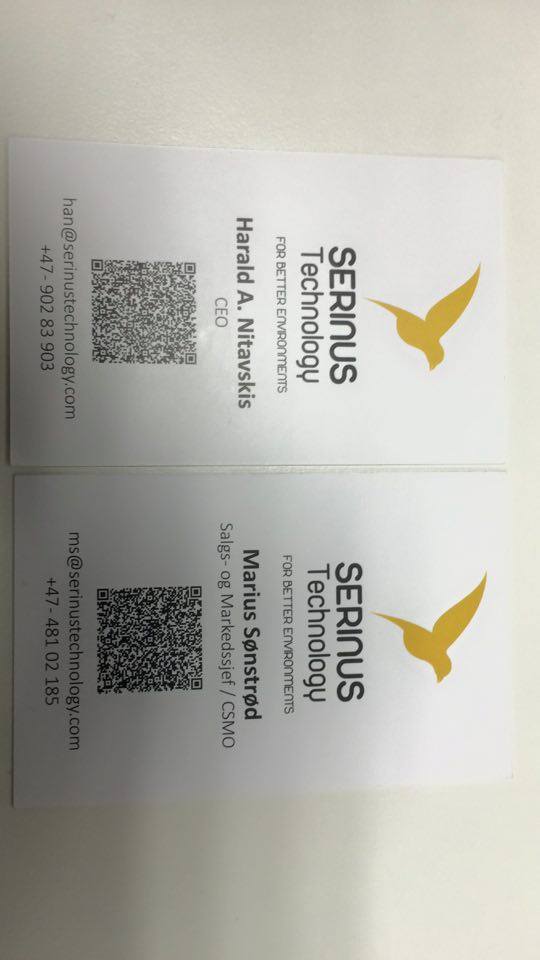 SERINUS
Technology
FOR BETTER ENVIRONMENTS
Harald A. Nitavskis
CEO
han@serinustechnology.com
+47- 902 83 903
SERINUS
Technology
FOR BETTER ENVIRONMENTS
Marius Sønstrød
Salgs- og Markedssjef / CSMO
ms@serinustechnology.com
+47- 481 02 185